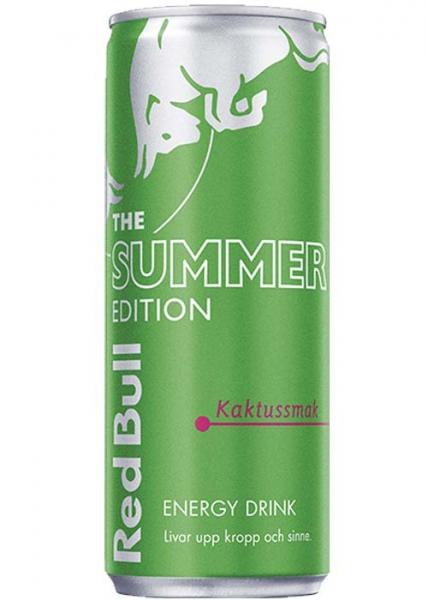 THE
SUMMER
EDITION
Red Bull
Kaktussmak
ENERGY DRINK
Livar upp kropp och sinne.